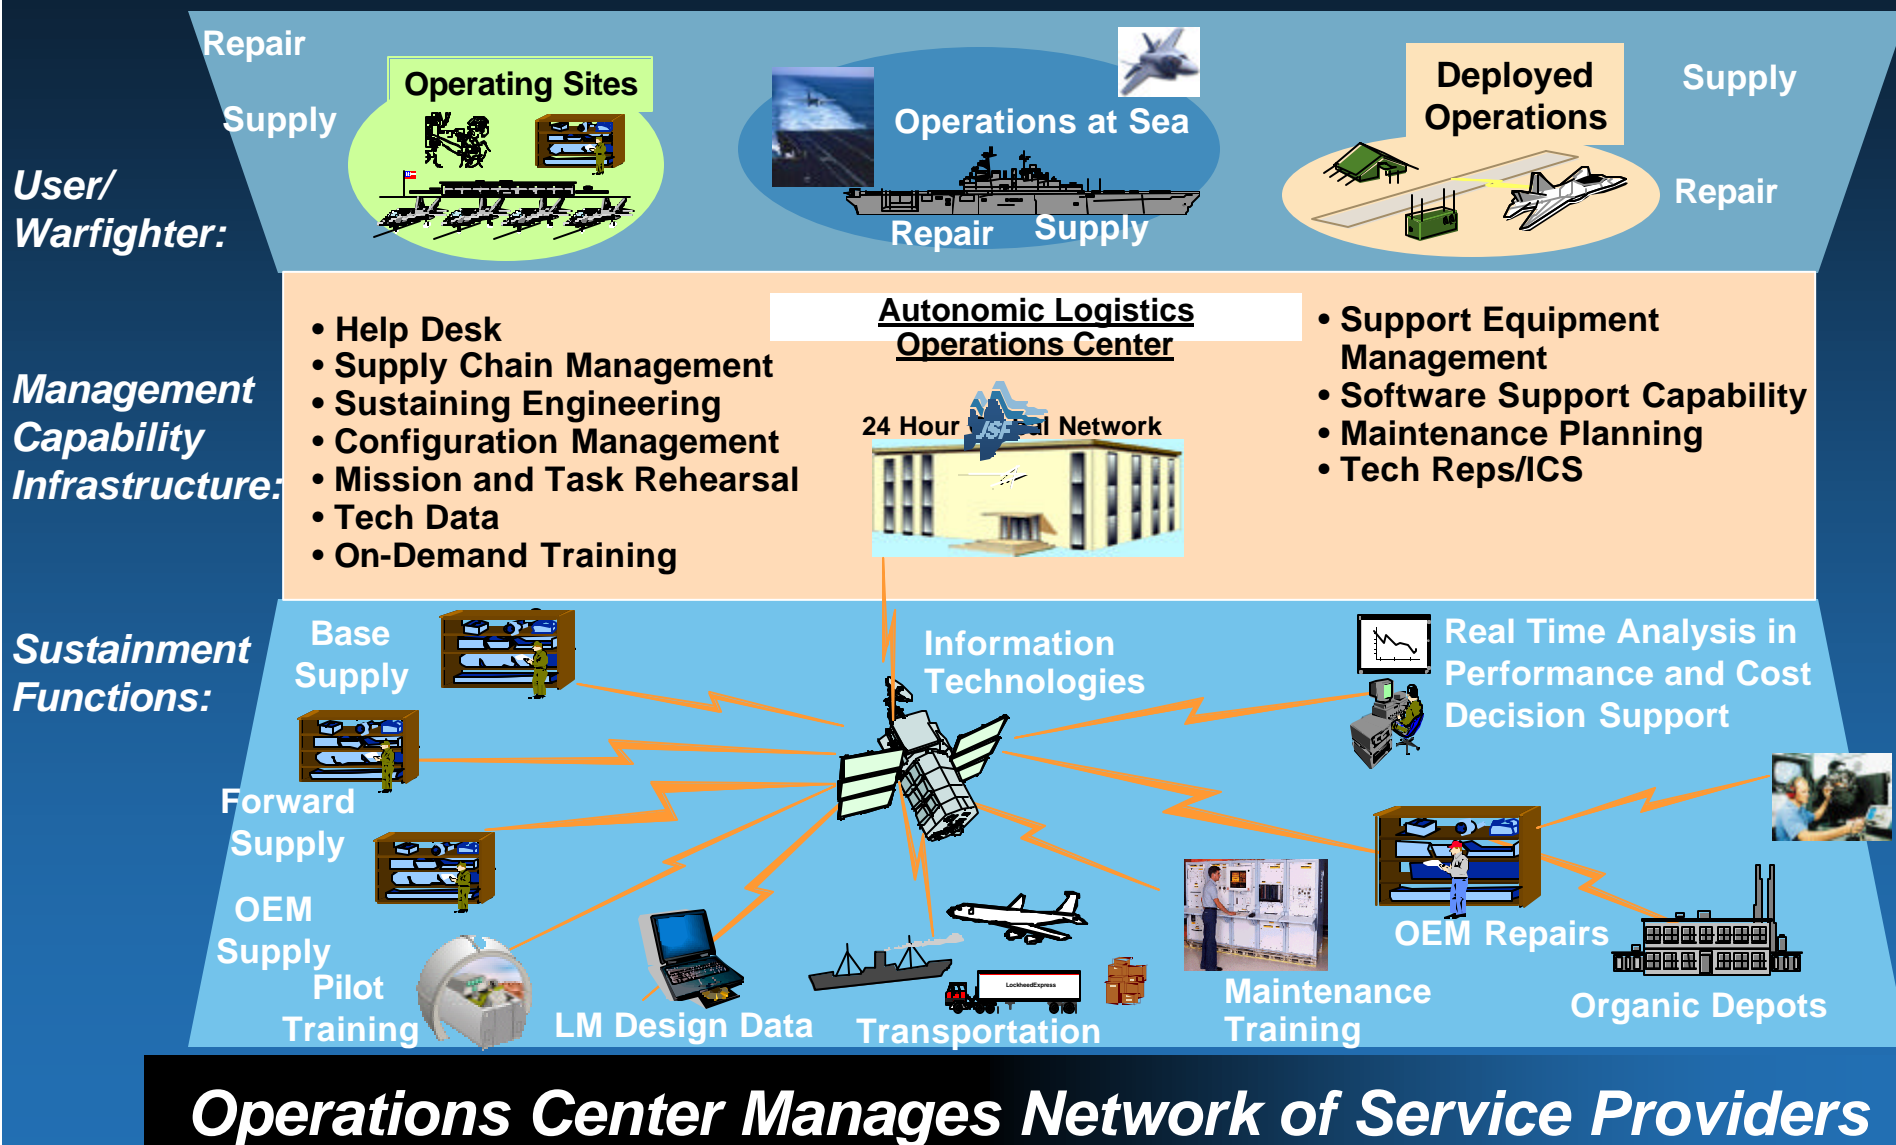 Repair
Supply
Operating Sites
Operations at Sea
Repair
Supply
Deployed
Operations
Supply
Repair
User/
Warfighter:
Autonomic Logistics
Operations Center
• Help Desk
• Supply Chain Management
• Sustaining Engineering
• Configuration Management
• Mission and Task Rehearsal
• Tech Data
• On-Demand Training
24 Hour
JSF
Network
• Support Equipment
Management
• Software Support Capability
• Maintenance Planning
• Tech Reps/ICS
Management
Capability
Infrastructure:
Sustainment
Functions:
Base
Supply
Information
Technologies
Real Time Analysis in
Performance and Cost
Decision Support
Forward
Supply
OEM
Supply
Pilot
Training
LM Design Data
LockheedExpress
Transportation
Maintenance
Training
OEM Repairs
Organic Depots
Operations Center Manages Network of Service Providers